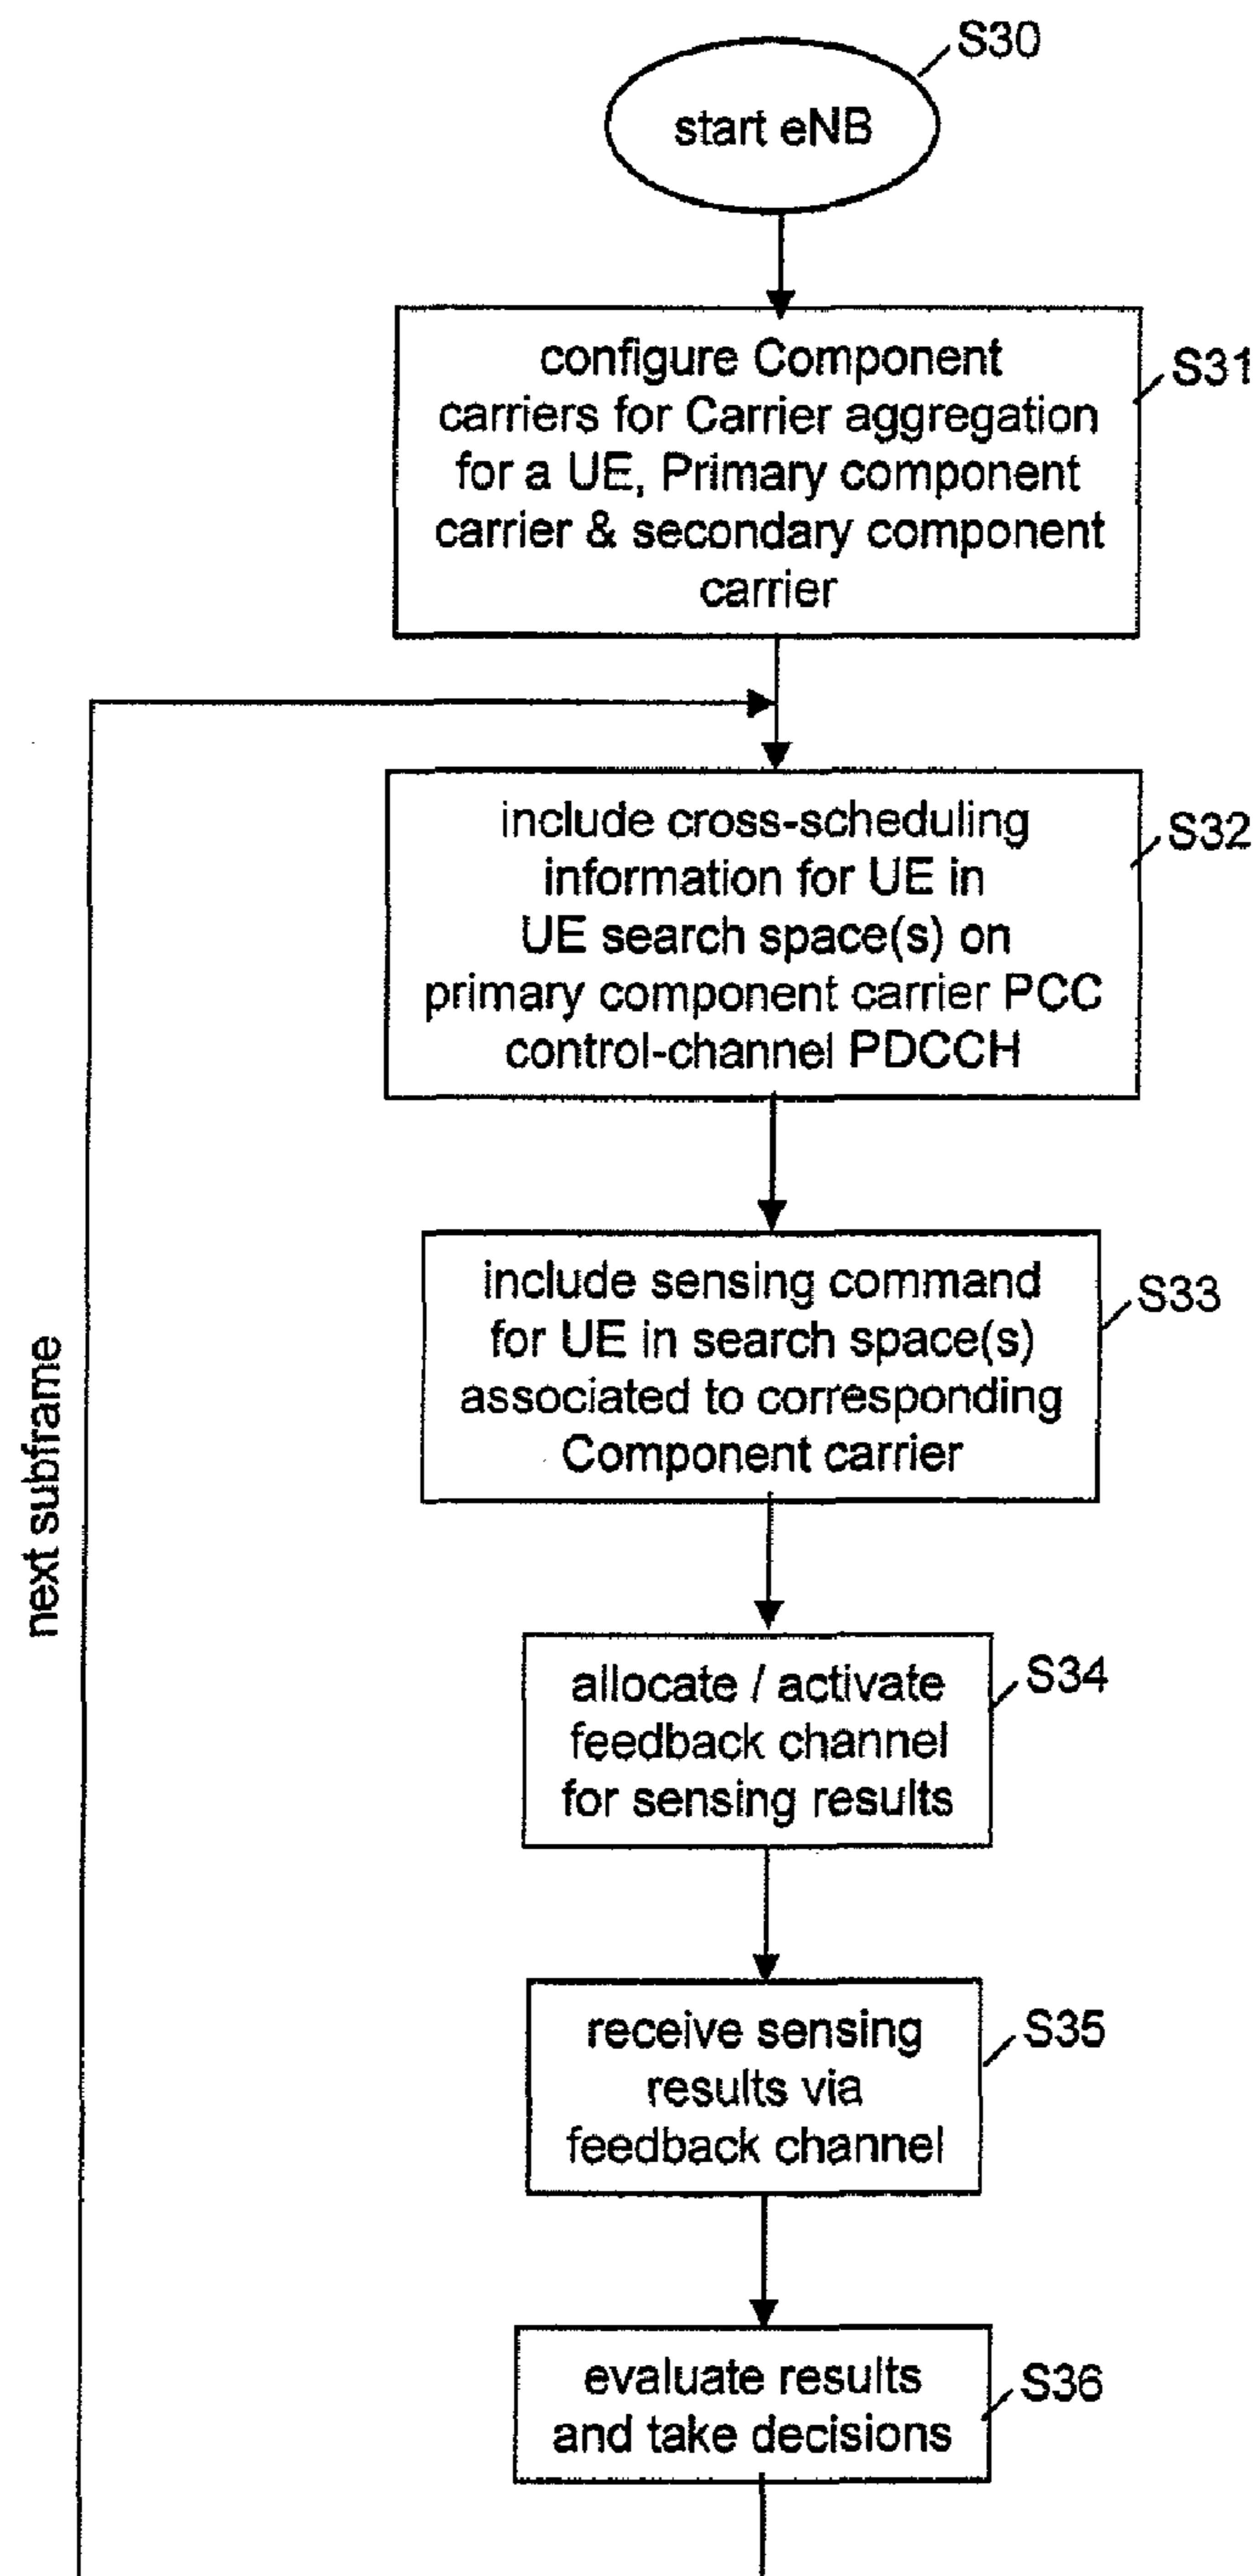 S30
start eNB
configure Component
carriers for Carrier aggregation
for a UE, Primary component
carrier & secondary component
carrier
S31
include cross-scheduling
information for UE in
UE search space(s) on
primary component carrier PCC
control-channel PDCCH
S32
include sensing command
for UE in search space(s)
associated to corresponding
Component carrier
S33
next subframe
allocate / activate
feedback channel
for sensing results
S34
receive sensing
results via
feedback channel
S35
evaluate results
and take decisions
S36